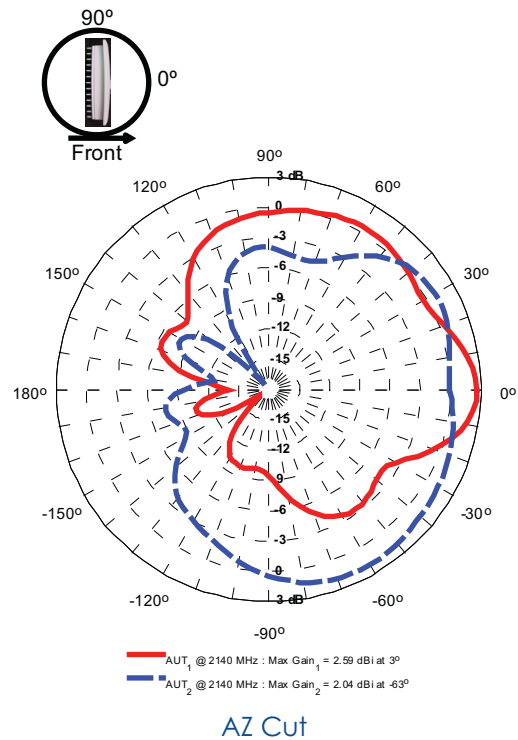 90º
0º
Front
90º
3 dB
120º
60º
0
-3
150º
30º
-6
-9
-12
-15
180º
0º
-15
-12
9
-150º
-30º
-6
-3
0
-120º
-60º
3 dB
-90º
AUT1 @ 2140 MHz : Max Gain1 = 2.59 dBi at 3º
AUT2 @ 2140 MHz : Max Gain2 = 2.04 dBi at -63º
AZ Cut